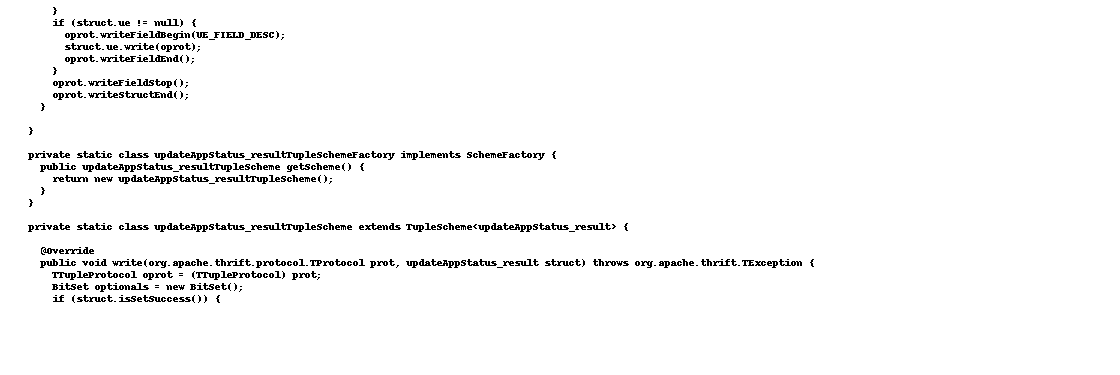 }
    if (struct.ue != null) {
      oprot.writeFieldBegin(UE_FIELD_DESC);
      struct.ue.write(oprot);
      oprot.writeFieldEnd();
    }
    oprot.writeFieldStop();
    oprot.writeStructEnd();
  }

}

private static class updateAppStatus_resultTupleSchemeFactory implements SchemeFactory {
  public updateAppStatus_resultTupleScheme getScheme() {
    return new updateAppStatus_resultTupleScheme();
  }
}

private static class updateAppStatus_resultTupleScheme extends TupleScheme<updateAppStatus_result> {

  @Override
  public void write(org.apache.thrift.protocol.TProtocol prot, updateAppStatus_result struct) throws org.apache.thrift.TException {
    TTupleProtocol oprot = (TTupleProtocol) prot;
    BitSet optionals = new BitSet();
    if (struct.isSetSuccess()) {